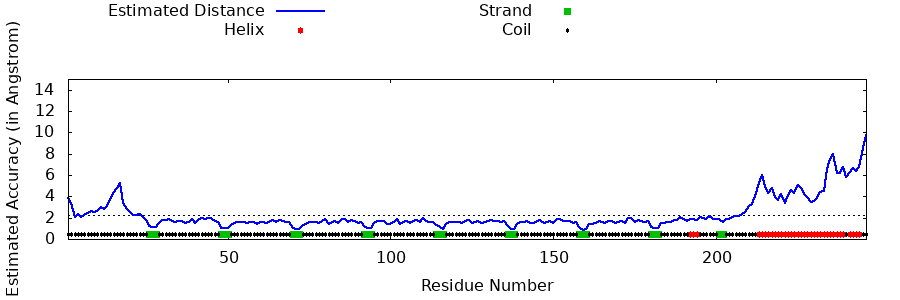 Estimated Distance
Strand
Helix
Coil
Estimated Accuracy (in Angstrom)
14
12
10
8
6
4
2
0
50
100
150
200
Residue Number